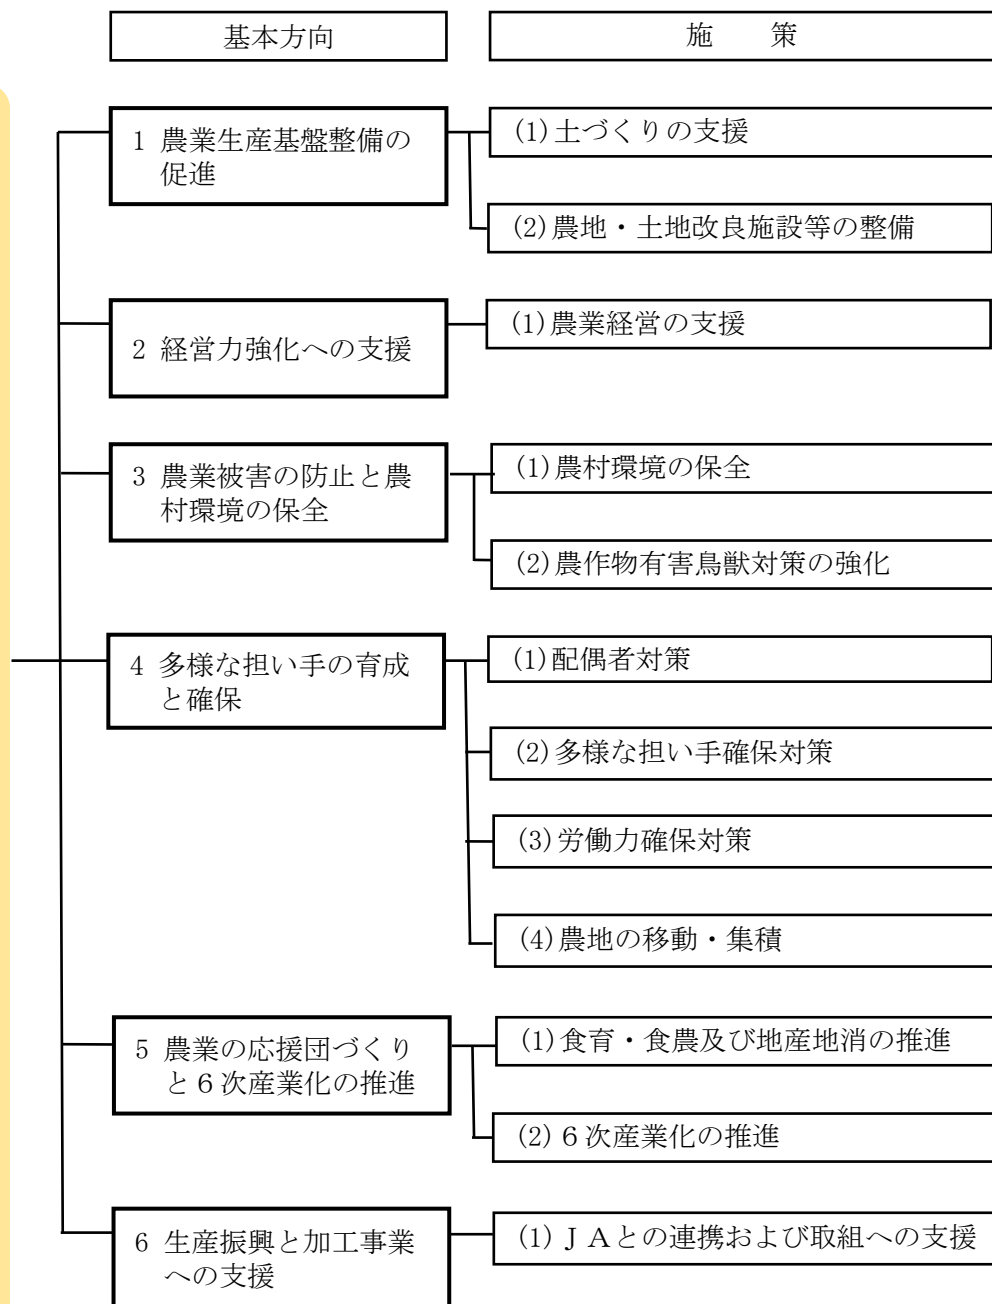 基本方向
施　　策
1 農業生産基盤整備の
促進
(1)土づくりの支援
(2)農地・土地改良施設等の整備
2 経営力強化への支援
(1)農業経営の支援
3 農業被害の防止と農
村環境の保全
(1)農村環境の保全
(2)農作物有害鳥獣対策の強化
4 多様な担い手の育成
と確保
(1)配偶者対策
(2)多様な担い手確保対策
(3)労働力確保対策
(4)農地の移動・集積
5 農業の応援団づくり
と６次産業化の推進
(1)食育・食農及び地産地消の推進
(2)６次産業化の推進
6 生産振興と加工事業
への支援
(1)ＪＡとの連携および取組への支援